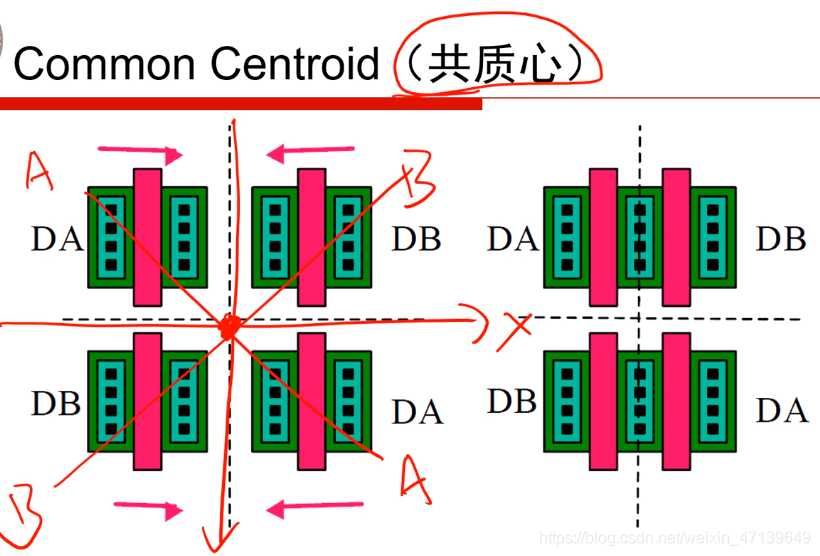 Common Centroid（共质心）
A
B
DA
DB
DA
DB
X
DB
DA
DB
DA
B
A
https://blog.csdn.net/weixin_47139649